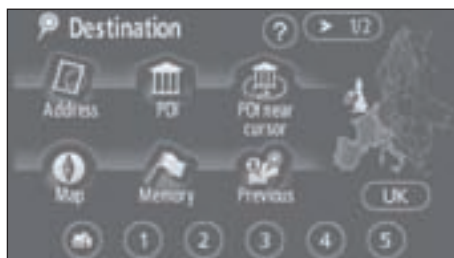 Destination
? > 1/2
Address POI POI near cursor
Map Memory Previous
UK
1 2 3 4 5